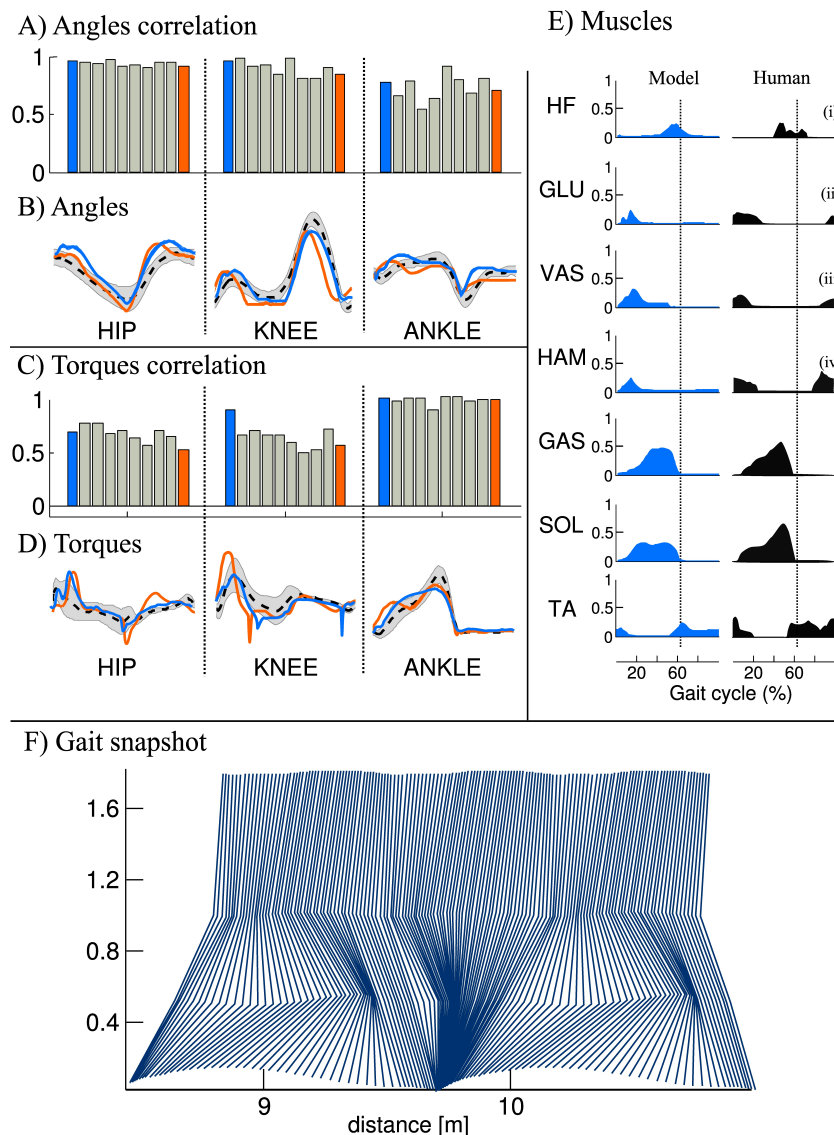 A) Angles correlation
1
0.5
0
B) Angles
HIP KNEE ANKLE
C) Torques correlation
1
0.5
0
D) Torques
HIP KNEE ANKLE
E) Muscles
Model Human
HF 1 0.5 0 (i)
GLU 1 0.5 0 (ii
VAS 1 0.5 0 (iii
HAM 1 0.5 0 (iv
GAS 1 0.5 0
SOL 1 0.5 0
TA 1 0.5 0
20 60 20 60
Gait cycle (%)
F) Gait snapshot
1.6
1.2
0.8
0.4
9 10
distance [m]